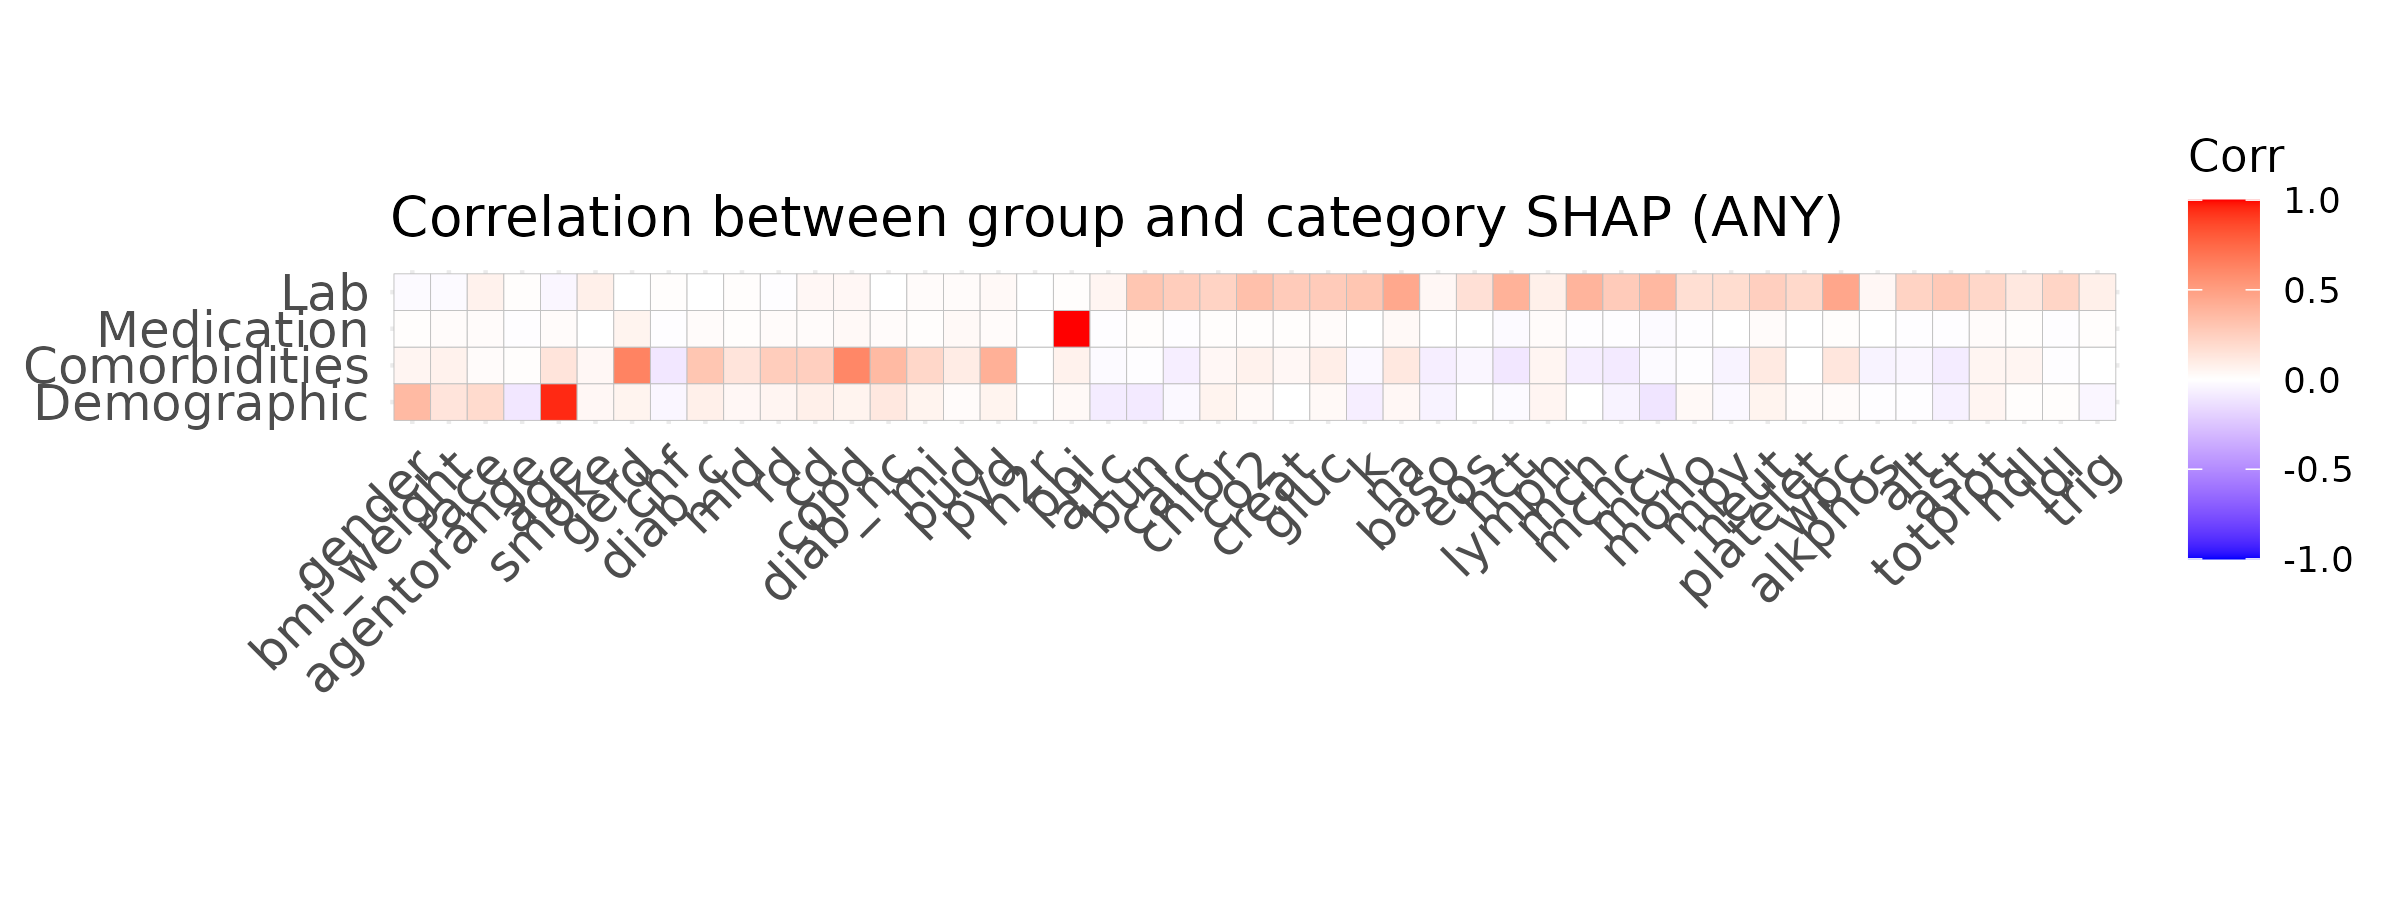 Correlation between group and category SHAP (ANY)
Lab
Medication
Comorbidities
Demographic
gender
bmi_weight
race
agentorange
age
smoke
gerd
chf
diab_c
mld
rd
cd
copd
diab_nc
mi
pud
pvd
h2r
ppi
a1c
bun
calc
chlor
co2
creat
gluc
k
na
baso
eos
hct
lymph
mch
mchc
mcv
mono
mpv
neut
platelet
wbc
alkphos
alt
ast
totprot
hdl
ldl
trig
Corr
1.0
0.5
0.0
-0.5
-1.0